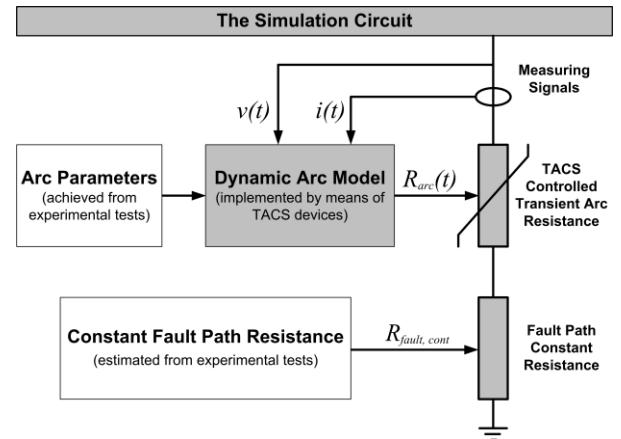 The Simulation Circuit
Measuring
Signals
v(t)
i(t)
Arc Parameters
(achieved from
experimental tests)
Dynamic Arc Model
(implemented by means of
TACS devices)
Rarc(t)
TACS
Controlled
Transient Arc
Resistance
Constant Fault Path Resistance
(estimated from experimental tests)
Rfault, cont
Fault Path
Constant
Resistance